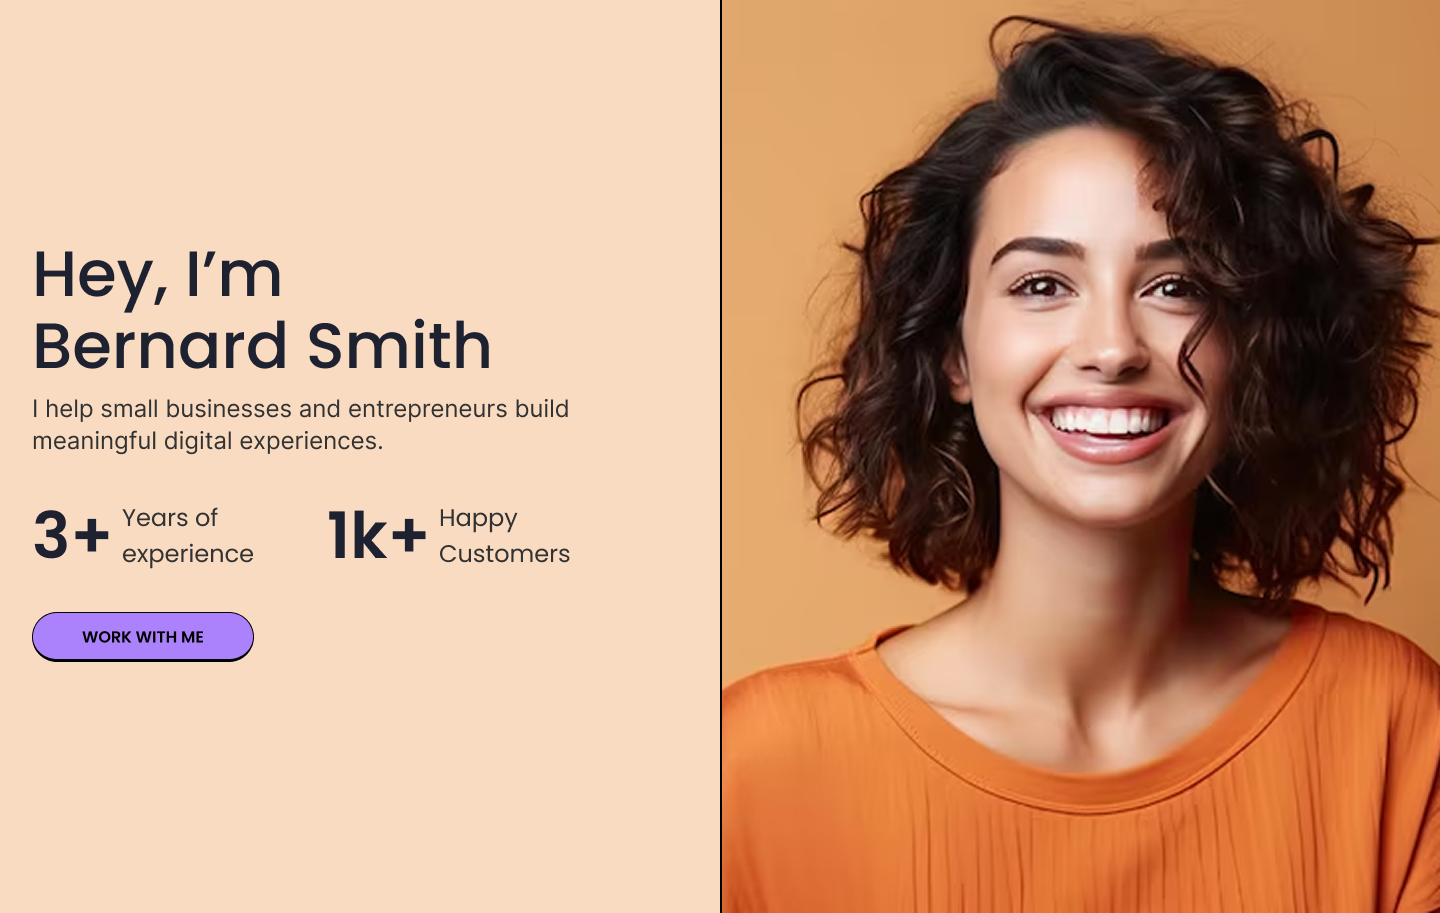 Hey, I’m
Bernard Smith
I help small businesses and entrepreneurs build
meaningful digital experiences.
3+ Years of
experience
1k+ Happy
Customers
WORK WITH ME